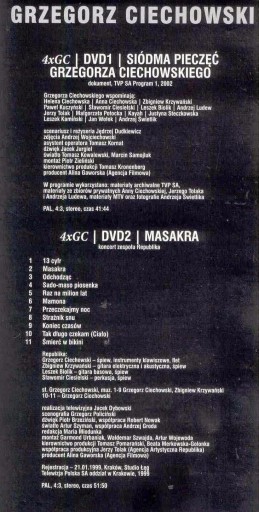 GRZEGORZ CIECHOWSKI
4xGC | DVD1 | SIÓDMA PIECZĘĆ
GRZEGORZA CIECHOWSKIEGO
dokument, TVP SA Program 1, 2002
Grzegorza Ciechowskiego wspominają:
Helena Ciechowska | Anna Ciechowska | Zbigniew Krzywański
Paweł Kuczyński | Sławomir Ciesielski | Leszek Biolik | Andrzej Ludew
Jerzy Tolak | Małgorzata Potocka | Kayah | Justyna Steczkowska
Leszek Kamiński | Jan Wołek | Andrzej Świetlik
scenariusz i reżyseria Jędrzej Dudkiewicz
zdjęcia Andrzej Wojciechowski
asystent operatora Tomasz Kornat
dźwięk Jacek Jargieł
światło Tomasz Kowalewski, Marcin Samojluk
montaż Piotr Zieliński
kierownictwo produkcji Tomasz Kronenberg
producent Alina Gaworska (Agencja Filmowa)
W programie wykorzystano: materiały archiwalne TVP SA,
materiały ze zbiorów prywatnych Anny Ciechowskiej, Jerzego Tolaka
i Andrzeja Ludewa, materiały MTV oraz fotografie Andrzeja Świetlika
PAL, 4:3, stereo, czas 41:44
4xGC | DVD2 | MASAKRA
koncert zespołu Republika
1 13 cyfr
2 Masakra
3 Odchodząc
4 Sado-maso piosenka
5 Raz na milion lat
6 Mamona
7 Przeczekajmy noc
8 Strażnik snu
9 Koniec czasów
10 Tak długo czekam (Ciało)
11 Śmierć w bikini
Republika:
Grzegorz Ciechowski – śpiew, instrumenty klawiszowe, flet
Zbigniew Krzywański – gitara elektryczna i akustyczna, śpiew
Leszek Biolik – gitara basowa, śpiew
Sławomir Ciesielski – perkusja, śpiew
sł. Grzegorz Ciechowski, muz. 1-9 Grzegorz Ciechowski, Zbigniew Krzywański
10-11 – Grzegorz Ciechowski
realizacja telewizyjna Jacek Dybowski
scenografia Grzegorz Policiński
dźwięk Piotr Brzeziński, współpraca Robert Nowak
światło Artur Szyman, współpraca Andrzej Groda
redakcja Maria Miodunka
montaż Garmond Urbaniak, Waldemar Szwajda, Artur Wojewoda
kierownictwo produkcji Tomasz Pomaratski, Beata Merkowska-Gołonka
współpraca produkcyjna Jerzy Tolak (Agencja Artystyczna Republika)
producent Alina Gaworska (Agencja Filmowa)
Rejestracja – 21.01.1999, Kraków, Studio Łęg
Telewizja Polska SA oddział w Krakowie, 1999
PAL, 4:3, stereo, czas 51:50